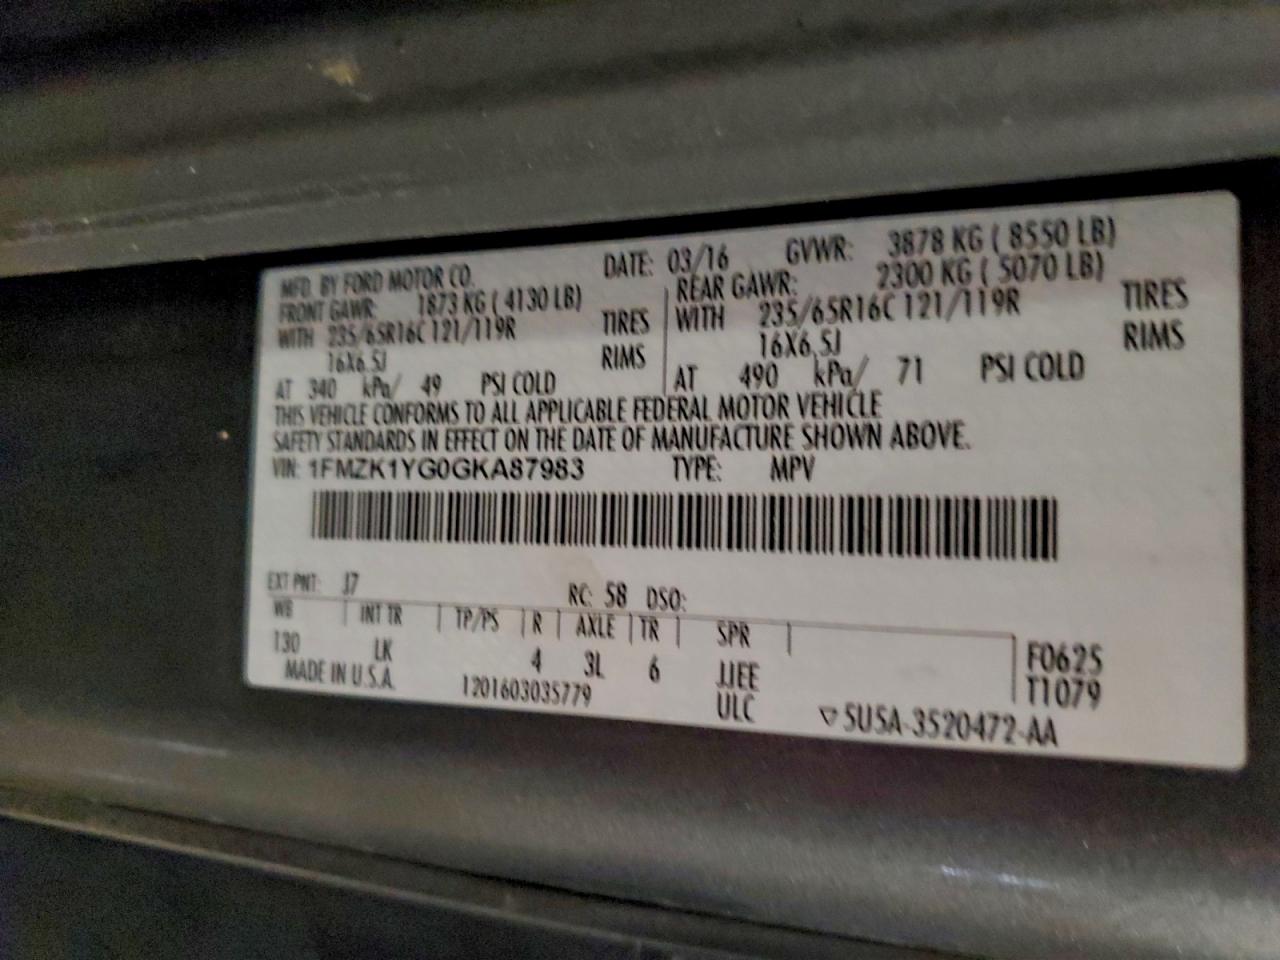 MFD. BY FORD MOTOR CO. DATE: 03/16 GVWR: 3878 KG ( 8550 LB)
FRONT GAWR: 1873 KG ( 4130 LB) REAR GAWR: 2300 KG ( 5070 LB)
WITH 235/65R16C 121/119R TIRES WITH 235/65R16C 121/119R TIRES
16X6.5J RIMS 16X6.5J RIMS
AT 340 kPa/ 49 PSI COLD AT 490 kPa/ 71 PSI COLD
THIS VEHICLE CONFORMS TO ALL APPLICABLE FEDERAL MOTOR VEHICLE
SAFETY STANDARDS IN EFFECT ON THE DATE OF MANUFACTURE SHOWN ABOVE.
VIN: 1FMZK1YG0GKA87983 TYPE: MPV
EXT PNT: J7 RC: 58 DSO:
WB INT TR TP/PS R AXLE TR SPR
130 LK 4 3L 6 JJEE F0625
MADE IN U.S.A. 1201603035779 ULC T1079
▽5U5A-3520472-AA